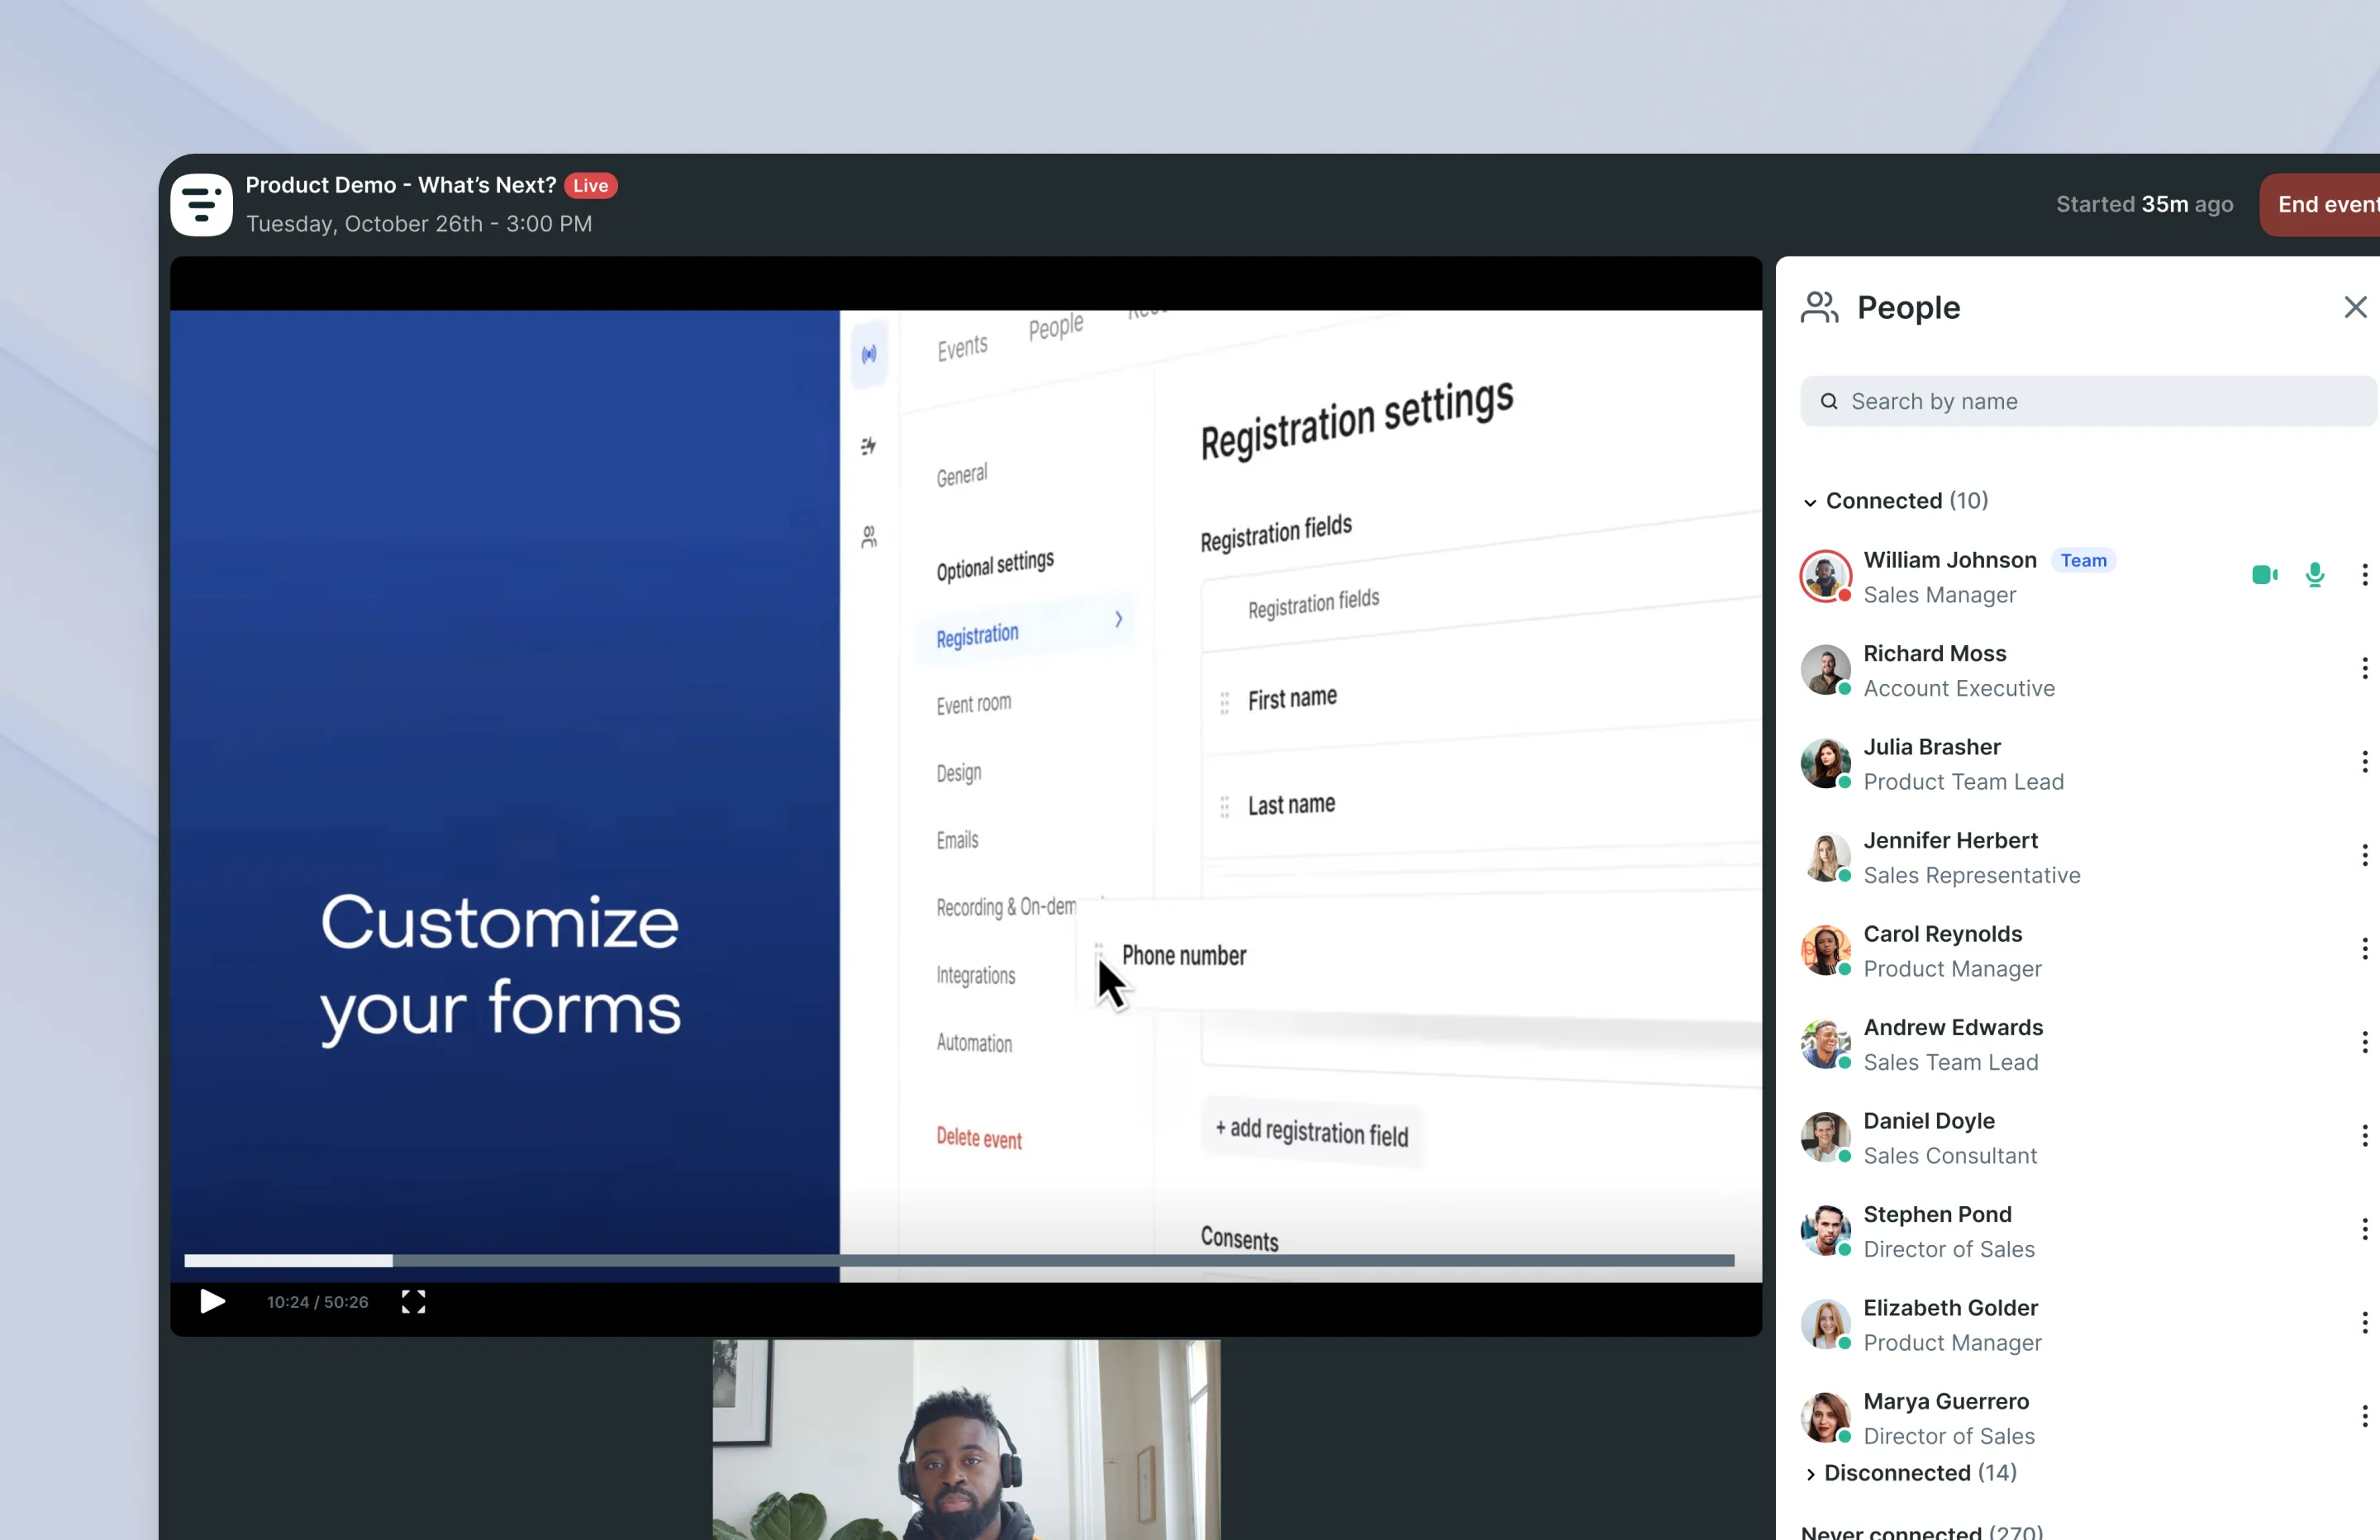 Product Demo - What’s Next? Live
Tuesday, October 26th - 3:00 PM
Started 35m ago
End event
Customize
your forms
Events People
General
Optional settings
Registration
Event room
Design
Emails
Recording & On-dem
Integrations
Automation
Delete event
Registration settings
Registration fields
Registration fields
First name
Last name
Phone number
+ add registration field
Consents
10:24 / 50:26
People
Search by name
Connected (10)
William Johnson Team
Sales Manager
Richard Moss
Account Executive
Julia Brasher
Product Team Lead
Jennifer Herbert
Sales Representative
Carol Reynolds
Product Manager
Andrew Edwards
Sales Team Lead
Daniel Doyle
Sales Consultant
Stephen Pond
Director of Sales
Elizabeth Golder
Product Manager
Marya Guerrero
Director of Sales
Disconnected (14)
Never connected (270)